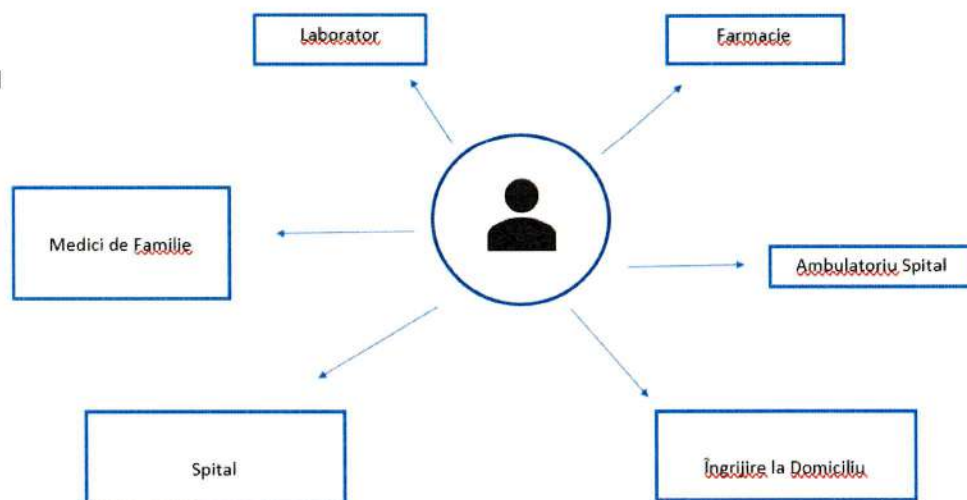 Laborator
Farmacie
Medici de Familie
Ambulatoriu Spital
Spital
Îngrijire la Domiciliu